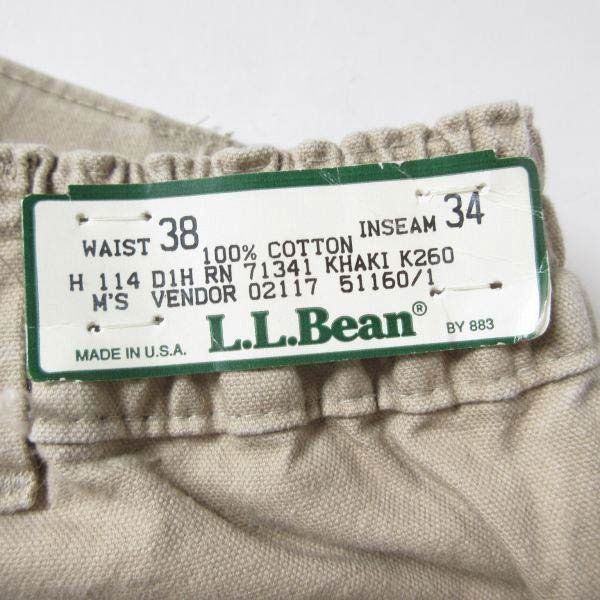 WAIST 38 INSEAM 34
100% COTTON
H 114 D1H RN 71341 KHAKI K260
M'S VENDOR 02117 51160/1
MADE IN U.S.A. L.L.Bean® BY 883